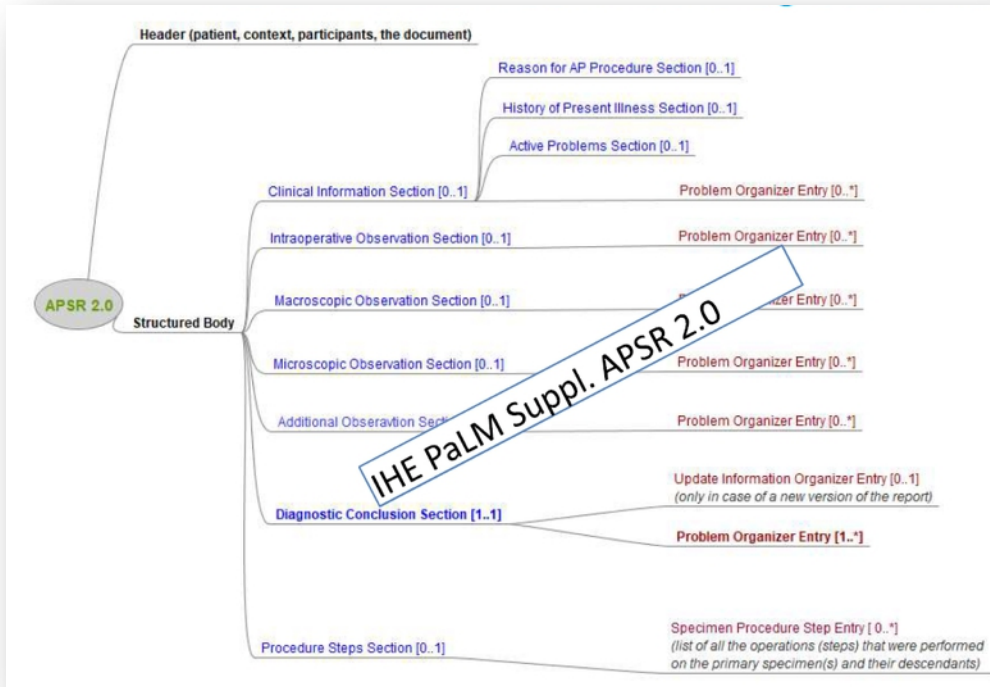 Header (patient, context, participants, the document)
Reason for AP Procedure Section [0..1]
History of Present Illness Section [0..1]
Active Problems Section [0..1]
Clinical Information Section [0..1]
Problem Organizer Entry [0..*]
Intraoperative Observation Section [0..1]
Problem Organizer Entry [0..*]
APSR 2.0
Structured Body
Macroscopic Observation Section [0..1]
Entry [0..*]
Microscopic Observation Section [0..1]
Problem Organizer Entry [0..*]
Additional Obseravtion
Problem Organizer Entry [0..*]
IHE PaLM Suppl. APSR 2.0
Diagnostic Conclusion Section [1..1]
Update Information Organizer Entry [0..1]
(only in case of a new version of the report)
Problem Organizer Entry [1..*]
Procedure Steps Section [0..1]
Specimen Procedure Step Entry [ 0..*]
(list of all the operations (steps) that were performed
on the primary specimen(s) and their descendants)